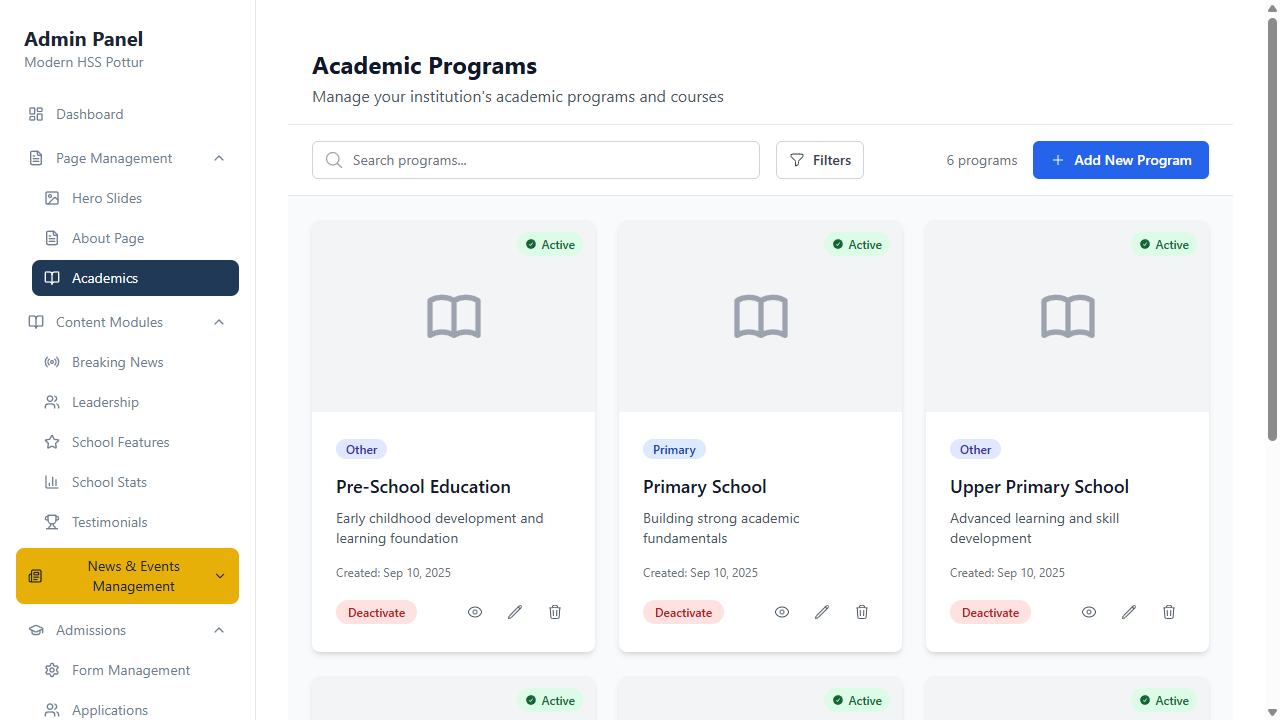 Admin Panel
Modern HSS Pottur
Dashboard
Page Management
Hero Slides
About Page
Academics
Content Modules
Breaking News
Leadership
School Features
School Stats
Testimonials
News & Events
Management
Admissions
Form Management
Applications
Academic Programs
Manage your institution's academic programs and courses
Search programs...
Filters
6 programs
Add New Program
Active
Other
Pre-School Education
Early childhood development and
learning foundation
Created: Sep 10, 2025
Deactivate
Active
Primary
Primary School
Building strong academic
fundamentals
Created: Sep 10, 2025
Deactivate
Active
Other
Upper Primary School
Advanced learning and skill
development
Created: Sep 10, 2025
Deactivate
Active
Active
Active